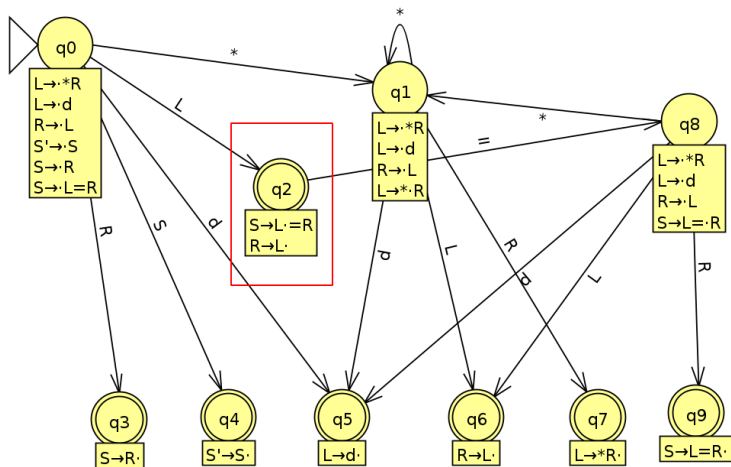 q0
L→·*R
L→·d
R→·L
S'→·S
S→·R
S→·L=R
*
L
d
S
R
*
q1
L→·*R
L→·d
R→·L
L→*·R
q2
S→L·=R
R→L·
=
*
q8
L→·*R
L→·d
R→·L
S→L=·R
d
L
R
d
L
R
q3
S→R·
q4
S'→S·
q5
L→d·
q6
R→L·
q7
L→*R·
q9
S→L=R·